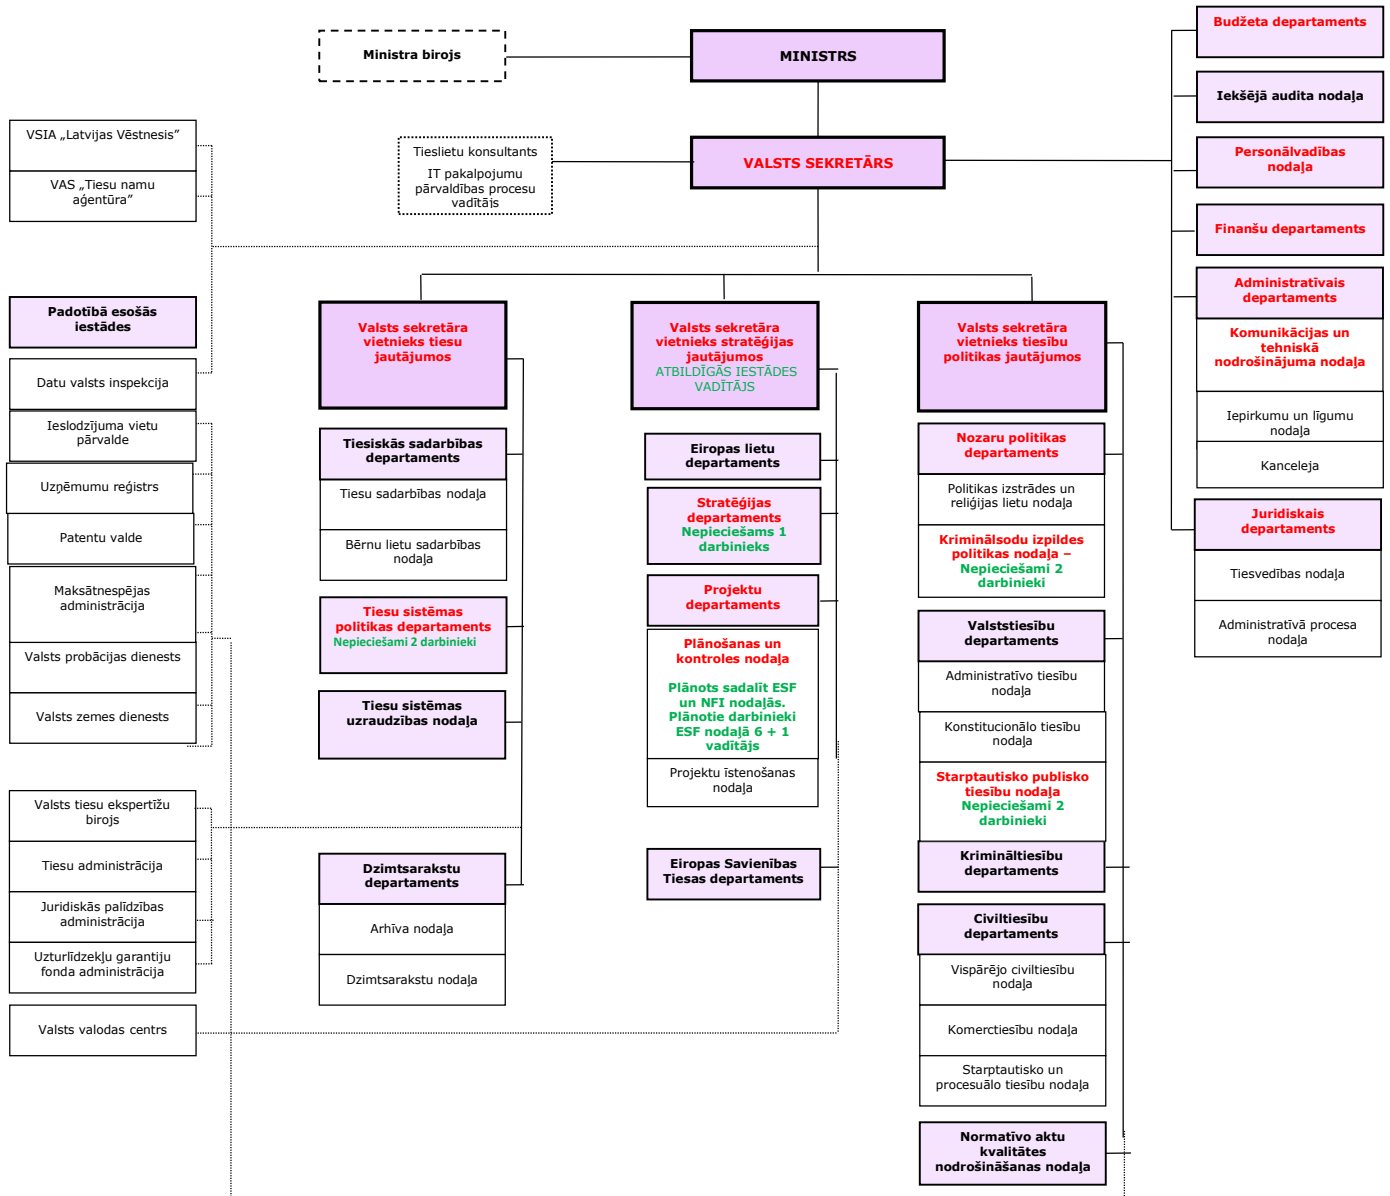 Ministra birojs
MINISTRS
Tieslietu konsultants
IT pakalpojumu
pārvaldības procesu
vadītājs
VALSTS SEKRETĀRS
Budžeta departaments
Iekšējā audita nodaļa
Personālvadības
nodaļa
Finanšu departaments
Administratīvais
departaments
Komunikācijas un
tehniskā
nodrošinājuma nodaļa
Iepirkumu un līgumu
nodaļa
Kanceleja
Juridiskais
departaments
Tiesvedības nodaļa
Administratīvā procesa
nodaļa
VSIA „Latvijas Vēstnesis”
VAS „Tiesu namu
aģentūra”
Padotībā esošās
iestādes
Datu valsts inspekcija
Ieslodzījuma vietu
pārvalde
Uzņēmumu reģistrs
Patentu valde
Maksātnespējas
administrācija
Valsts probācijas dienests
Valsts zemes dienests
Valsts tiesu ekspertīžu
birojs
Tiesu administrācija
Juridiskās palīdzības
administrācija
Uzturlīdzekļu garantiju
fonda administrācija
Valsts valodas centrs
Valsts sekretāra
vietnieks tiesu
jautājumos
Tiesiskās sadarbības
departaments
Tiesu sadarbības nodaļa
Bērnu lietu sadarbības
nodaļa
Tiesu sistēmas
politikas departaments
Nepieciešami 2 darbinieki
Tiesu sistēmas
uzraudzības nodaļa
Dzimtsarakstu
departaments
Arhīva nodaļa
Dzimtsarakstu nodaļa
Valsts sekretāra
vietnieks stratēģijas
jautājumos
ATBILDĪGĀS IESTĀDES
VADĪTĀJS
Eiropas lietu
departaments
Stratēģijas
departaments
Nepieciešams 1
darbinieks
Projektu
departaments
Plānošanas un
kontroles nodaļa
Plānots sadalīt ESF
un NFI nodaļās.
Plānotie darbinieki
ESF nodaļā 6 + 1
vadītājs
Projektu īstenošanas
nodaļa
Eiropas Savienības
Tiesas departaments
Valsts sekretāra
vietnieks tiesību
politikas jautājumos
Nozaru politikas
departaments
Politikas izstrādes un
reliģijas lietu nodaļa
Kriminālsodu izpildes
politikas nodaļa –
Nepieciešami 2
darbinieki
Valststiesību
departaments
Administratīvo tiesību
nodaļa
Konstitucionālo tiesību
nodaļa
Starptautisko publisko
tiesību nodaļa
Nepieciešami 2
darbinieki
Krimināltiesību
departaments
Civiltiesību
departaments
Vispārējo civiltiesību
nodaļa
Komerctiesību nodaļa
Starptautisko un
procesuālo tiesību nodaļa
Normatīvo aktu
kvalitātes
nodrošināšanas nodaļa